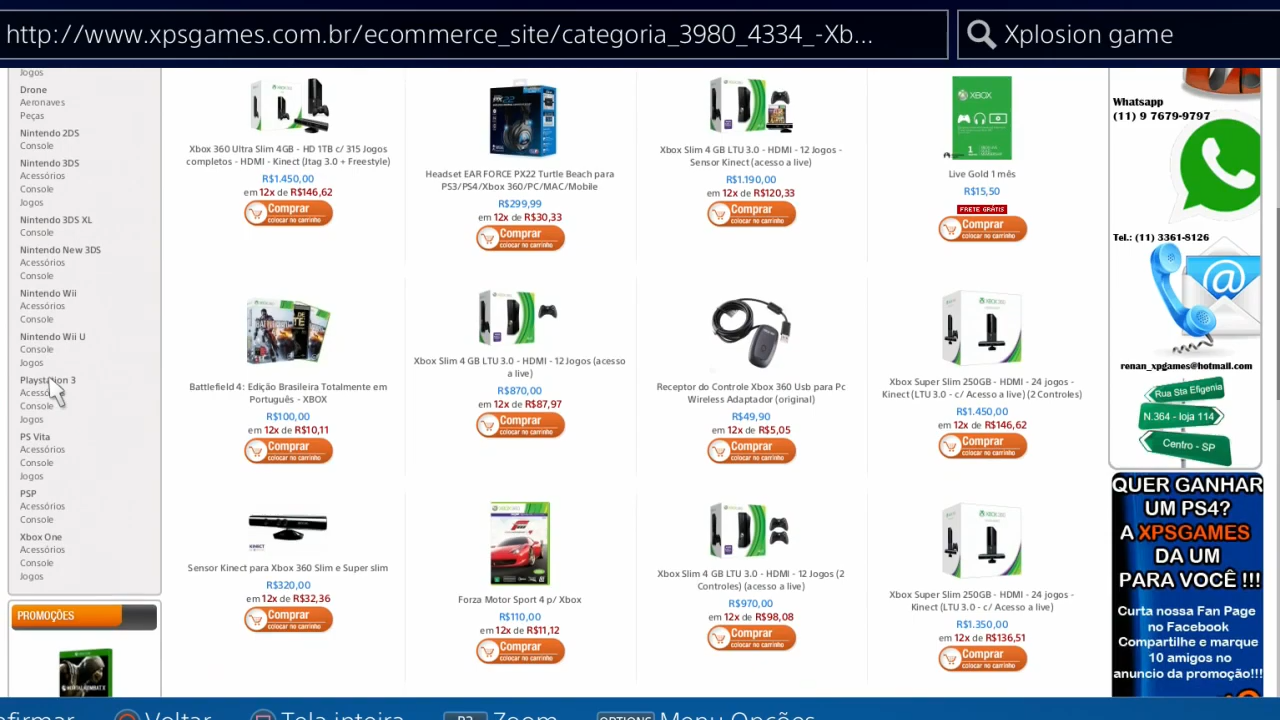 http://www.xpsgames.com.br/ecommerce_site/categoria_3980_4334_-Xb...
Xplosion game
Jogos
Drone
Aeronaves
Peças
Nintendo 2DS
Console
Nintendo 3DS
Acessórios
Console
Jogos
Nintendo 3DS XL
Console
Nintendo New 3DS
Acessórios
Console
Nintendo Wii
Acessórios
Console
Nintendo Wii U
Console
Jogos
Playstation 3
Console
Jogos
PS Vita
Acessórios
Console
Jogos
PSP
Acessórios
Console
Xbox One
Acessórios
Console
Jogos
PROMOÇÕES
Xbox 360 Ultra Slim 4GB - HD 1TB c/ 315 Jogos
completos - HDMI - Kinect (Jtag 3.0 + Freestyle)
R$1.450,00
em 12x de R$146,62
Comprar
colocar no carrinho
Headset EAR FORCE PX22 Turtle Beach para
PS3/PS4/Xbox 360/PC/MAC/Mobile
R$299,99
em 12x de R$30,33
Comprar
colocar no carrinho
Xbox Slim 4 GB LTU 3.0 - HDMI - 12 Jogos -
Sensor Kinect (acesso a live)
R$1.190,00
em 12x de R$120,33
Comprar
colocar no carrinho
XBOX
Live Gold 1 mês
R$15,50
FRETE GRÁTIS
Comprar
colocar no carrinho
Battlefield 4: Edição Brasileira Totalmente em
Português - XBOX
R$100,00
em 12x de R$10,11
Comprar
colocar no carrinho
Xbox Slim 4 GB LTU 3.0 - HDMI - 12 Jogos (acesso
a live)
R$870,00
em 12x de R$87,97
Comprar
colocar no carrinho
Receptor do Controle Xbox 360 Usb para Pc
Wireless Adaptador (original)
R$49,90
em 12x de R$5,05
Comprar
colocar no carrinho
Xbox Super Slim 250GB - HDMI - 24 jogos -
Kinect (LTU 3.0 - c/ Acesso a live) (2 Controles)
R$1.450,00
em 12x de R$146,62
Comprar
colocar no carrinho
Sensor Kinect para Xbox 360 Slim e Super slim
R$320,00
em 12x de R$32,36
Comprar
colocar no carrinho
Forza Motor Sport 4 p/ Xbox
R$110,00
em 12x de R$11,12
Comprar
colocar no carrinho
Xbox Slim 4 GB LTU 3.0 - HDMI - 12 Jogos (2
Controles) (acesso a live)
R$970,00
em 12x de R$98,08
Comprar
colocar no carrinho
Xbox Super Slim 250GB - HDMI - 24 jogos -
Kinect (LTU 3.0 - c/ Acesso a live)
R$1.350,00
em 12x de R$136,51
Comprar
colocar no carrinho
Whatsapp
(11) 9 7679-9797
Tel.: (11) 3361-8126
renan_xpgames@hotmail.com
Rua Sta Efigenia
N.364 - loja 114
Centro - SP
QUER GANHAR
UM PS4?
A XPSGAMES
DA UM
PARA VOCÊ !!!
Curta nossa Fan Page
no Facebook
Compartilhe e marque
10 amigos no
anuncio da promoção!!!
Voltar
Tela inteira
R3 Zoom
OPTIONS Menu Opções